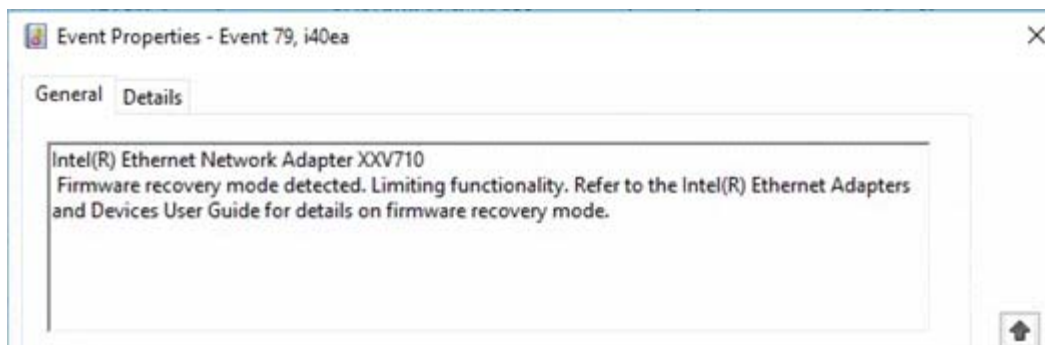 Event Properties - Event 79, i40ea
General Details
Intel(R) Ethernet Network Adapter XXV710
Firmware recovery mode detected. Limiting functionality. Refer to the Intel(R) Ethernet Adapters
and Devices User Guide for details on firmware recovery mode.